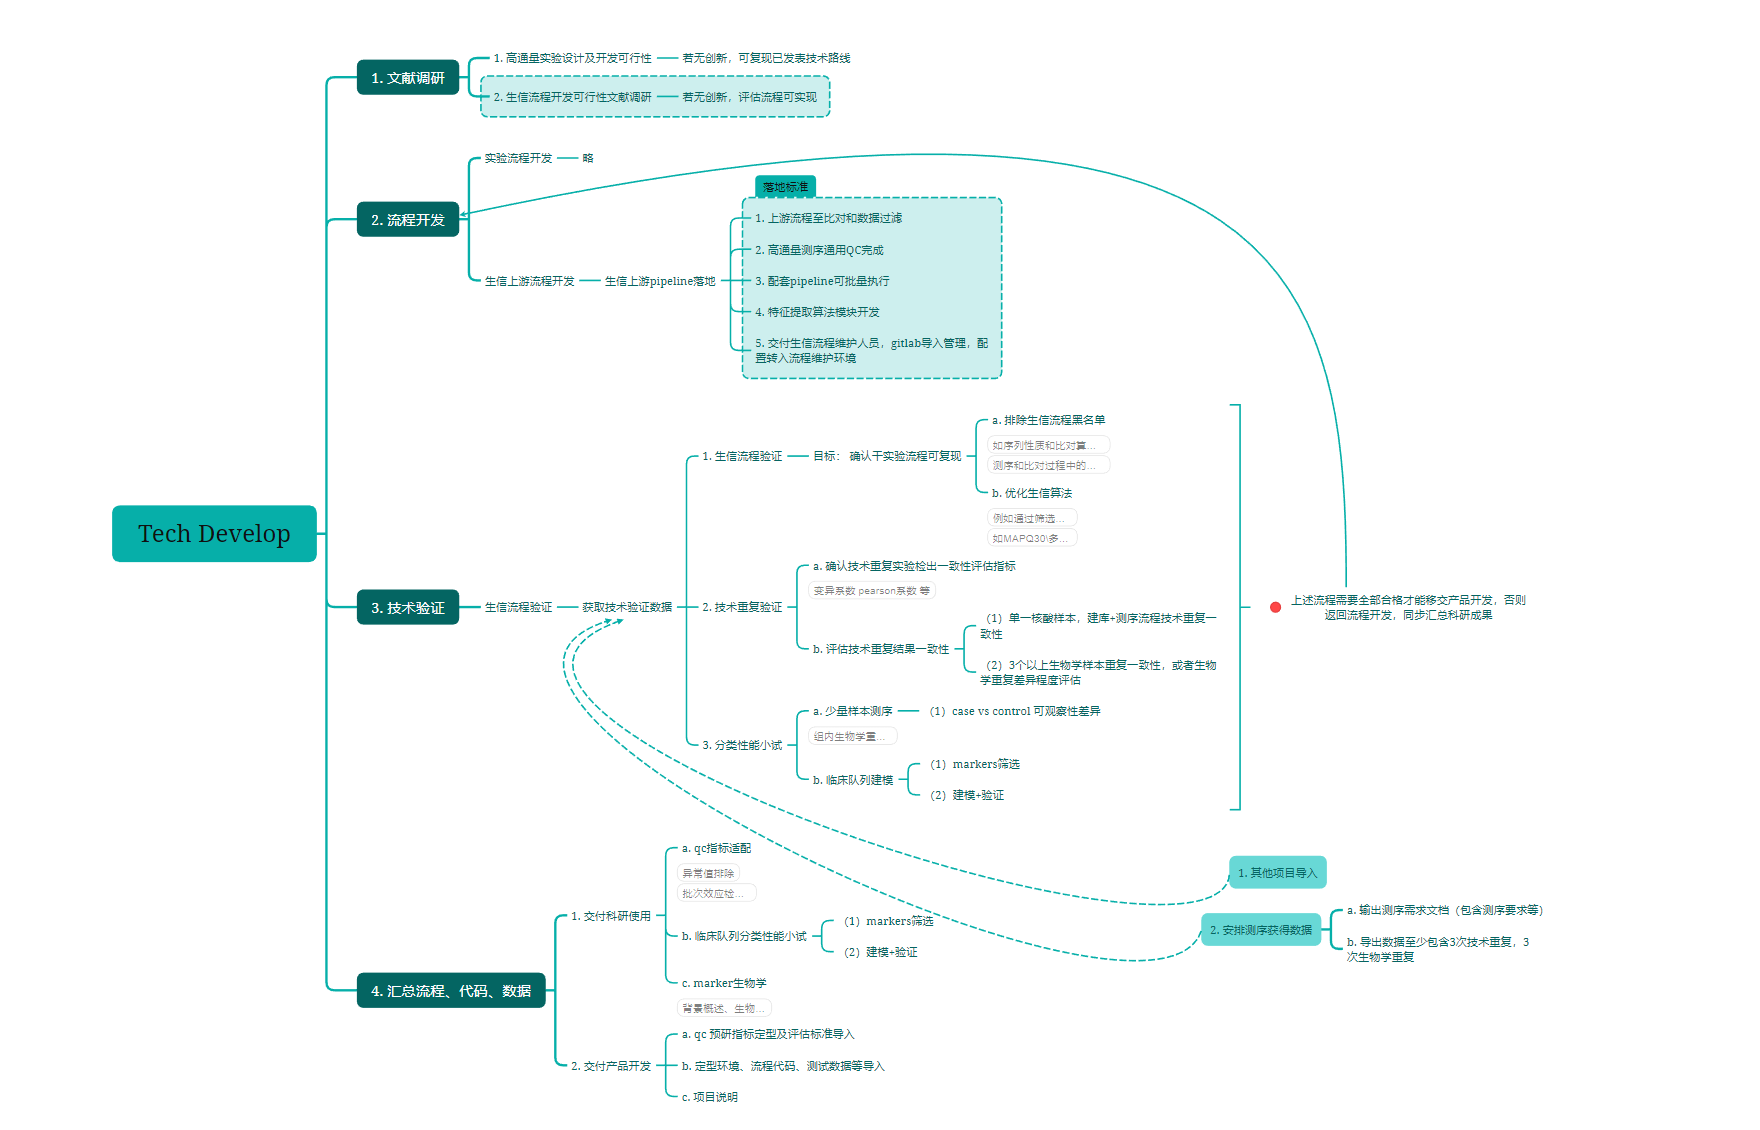 Tech Develop
1. 文献调研
1. 高通量实验设计及开发可行性
若无创新，可复现已发表技术路线
2. 生信流程开发可行性文献调研
若无创新，评估流程可实现
2. 流程开发
实验流程开发
略
生信上游流程开发
生信上游pipeline落地
落地标准
1. 上游流程至比对和数据过滤
2. 高通量测序通用QC完成
3. 配套pipeline可批量执行
4. 特征提取算法模块开发
5. 交付生信流程维护人员，gitlab导入管理，配
置转入流程维护环境
3. 技术验证
生信流程验证
获取技术验证数据
1. 生信流程验证
目标： 确认干实验流程可复现
a. 排除生信流程黑名单
如序列性质和比对算...
测序和比对过程中的...
b. 优化生信算法
例如通过筛选...
如MAPQ30\多...
2. 技术重复验证
a. 确认技术重复实验检出一致性评估指标
变异系数 pearson系数 等
b. 评估技术重复结果一致性
（1）单一核酸样本，建库+测序流程技术重复一
致性
（2）3个以上生物学样本重复一致性，或者生物
学重复差异程度评估
3. 分类性能小试
a. 少量样本测序
（1）case vs control 可观察性差异
组内生物学重...
b. 临床队列建模
（1）markers筛选
（2）建模+验证
上述流程需要全部合格才能移交产品开发，否则
返回流程开发，同步汇总科研成果
1. 其他项目导入
2. 安排测序获得数据
a. 输出测序需求文档（包含测序要求等）
b. 导出数据至少包含3次技术重复，3
次生物学重复
4. 汇总流程、代码、数据
1. 交付科研使用
a. qc指标适配
异常值排除
批次效应检...
b. 临床队列分类性能小试
（1）markers筛选
（2）建模+验证
c. marker生物学
背景概述、生物...
2. 交付产品开发
a. qc 预研指标定型及评估标准导入
b. 定型环境、流程代码、测试数据等导入
c. 项目说明